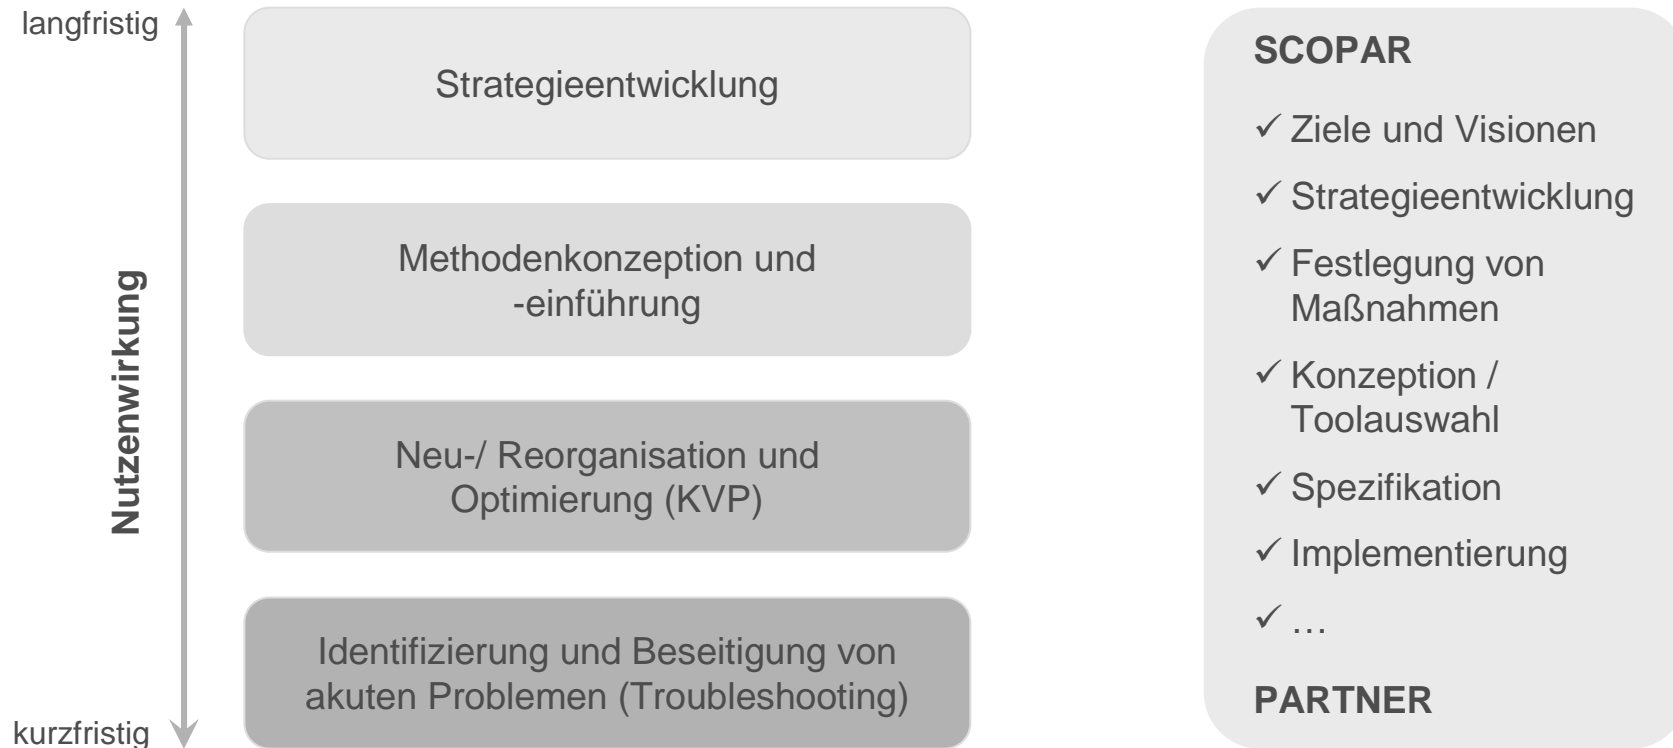 langfristig
Nutzenwirkung
kurzfristig
Strategieentwicklung
Methodenkonzeption und
-einführung
Neu-/ Reorganisation und
Optimierung (KVP)
Identifizierung und Beseitigung von
akuten Problemen (Troubleshooting)
SCOPAR
✓ Ziele und Visionen
✓ Strategieentwicklung
✓ Festlegung von
Maßnahmen
✓ Konzeption /
Toolauswahl
✓ Spezifikation
✓ Implementierung
✓ …
PARTNER